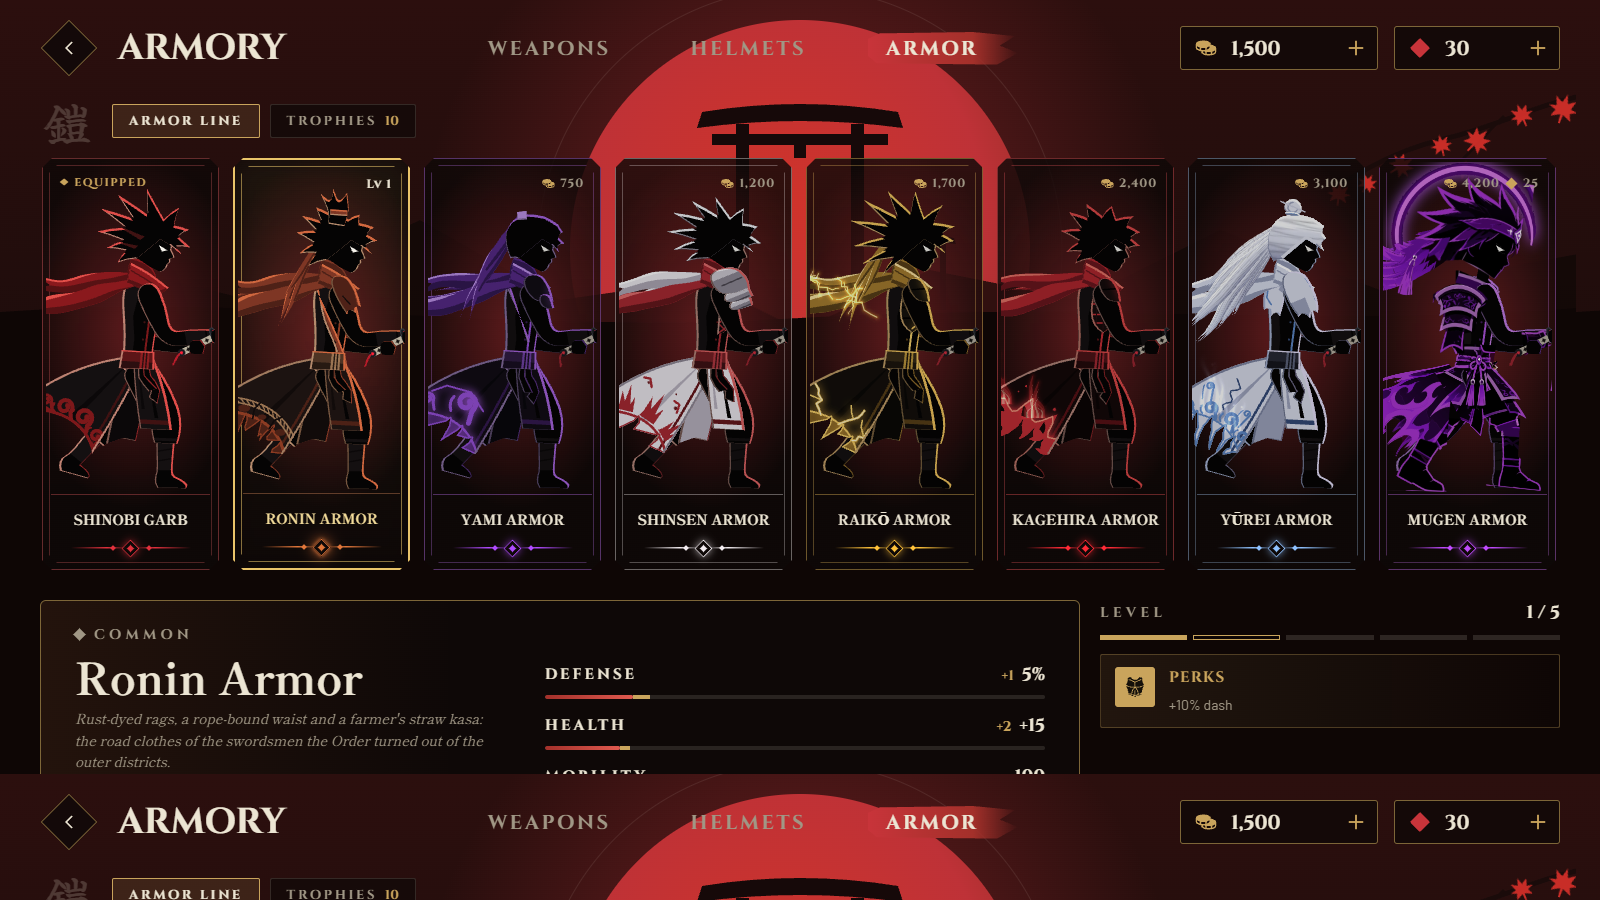 ARMORY
WEAPONS HELMETS ARMOR
1,500 +
30 +
鎧 ARMOR LINE TROPHIES 10
EQUIPPED
Lv 1
750
1,200
1,700
2,400
3,100
4,200 25
SHINOBI GARB
RONIN ARMOR
YAMI ARMOR
SHINSEN ARMOR
RAIKŌ ARMOR
KAGEHIRA ARMOR
YŪREI ARMOR
MUGEN ARMOR
COMMON
Ronin Armor
Rust-dyed rags, a rope-bound waist and a farmer's straw kasa:
the road clothes of the swordsmen the Order turned out of the
outer districts.
DEFENSE +1 5%
HEALTH +2 +15
MOBILITY 100
LEVEL 1 / 5
PERKS
+10% dash
ARMORY
WEAPONS HELMETS ARMOR
1,500 +
30 +
鎧 ARMOR LINE TROPHIES 10